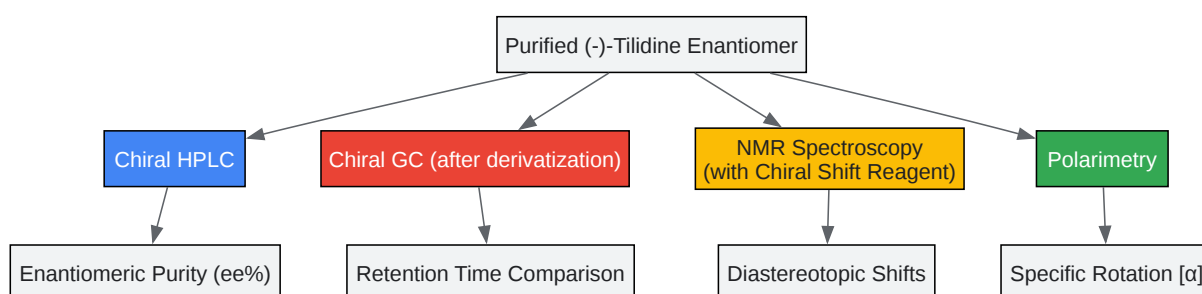 Purified (-)-Tilidine Enantiomer
Chiral HPLC
Chiral GC (after derivatization)
NMR Spectroscopy
(with Chiral Shift Reagent)
Polarimetry
Enantiomeric Purity (ee%)
Retention Time Comparison
Diastereotopic Shifts
Specific Rotation [α]